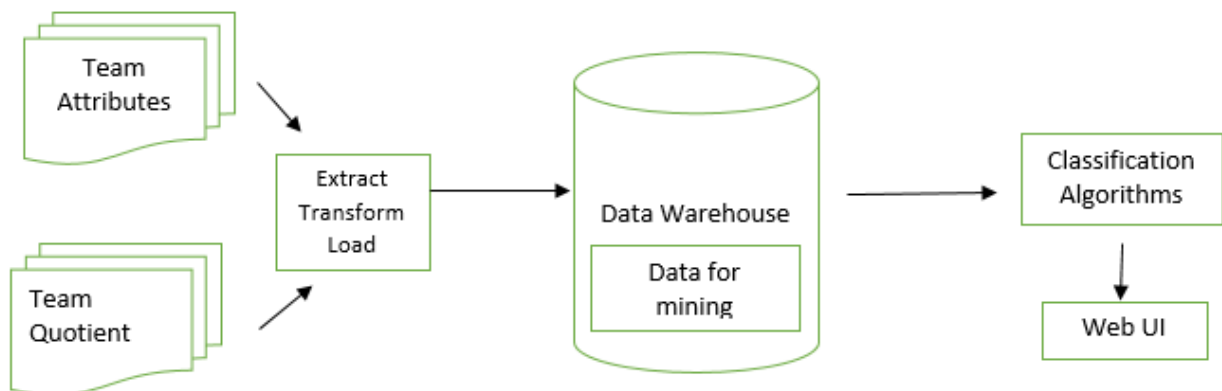 Team
Attributes
Team
Quotient
Extract
Transform
Load
Data Warehouse
Data for
mining
Classification
Algorithms
Web UI